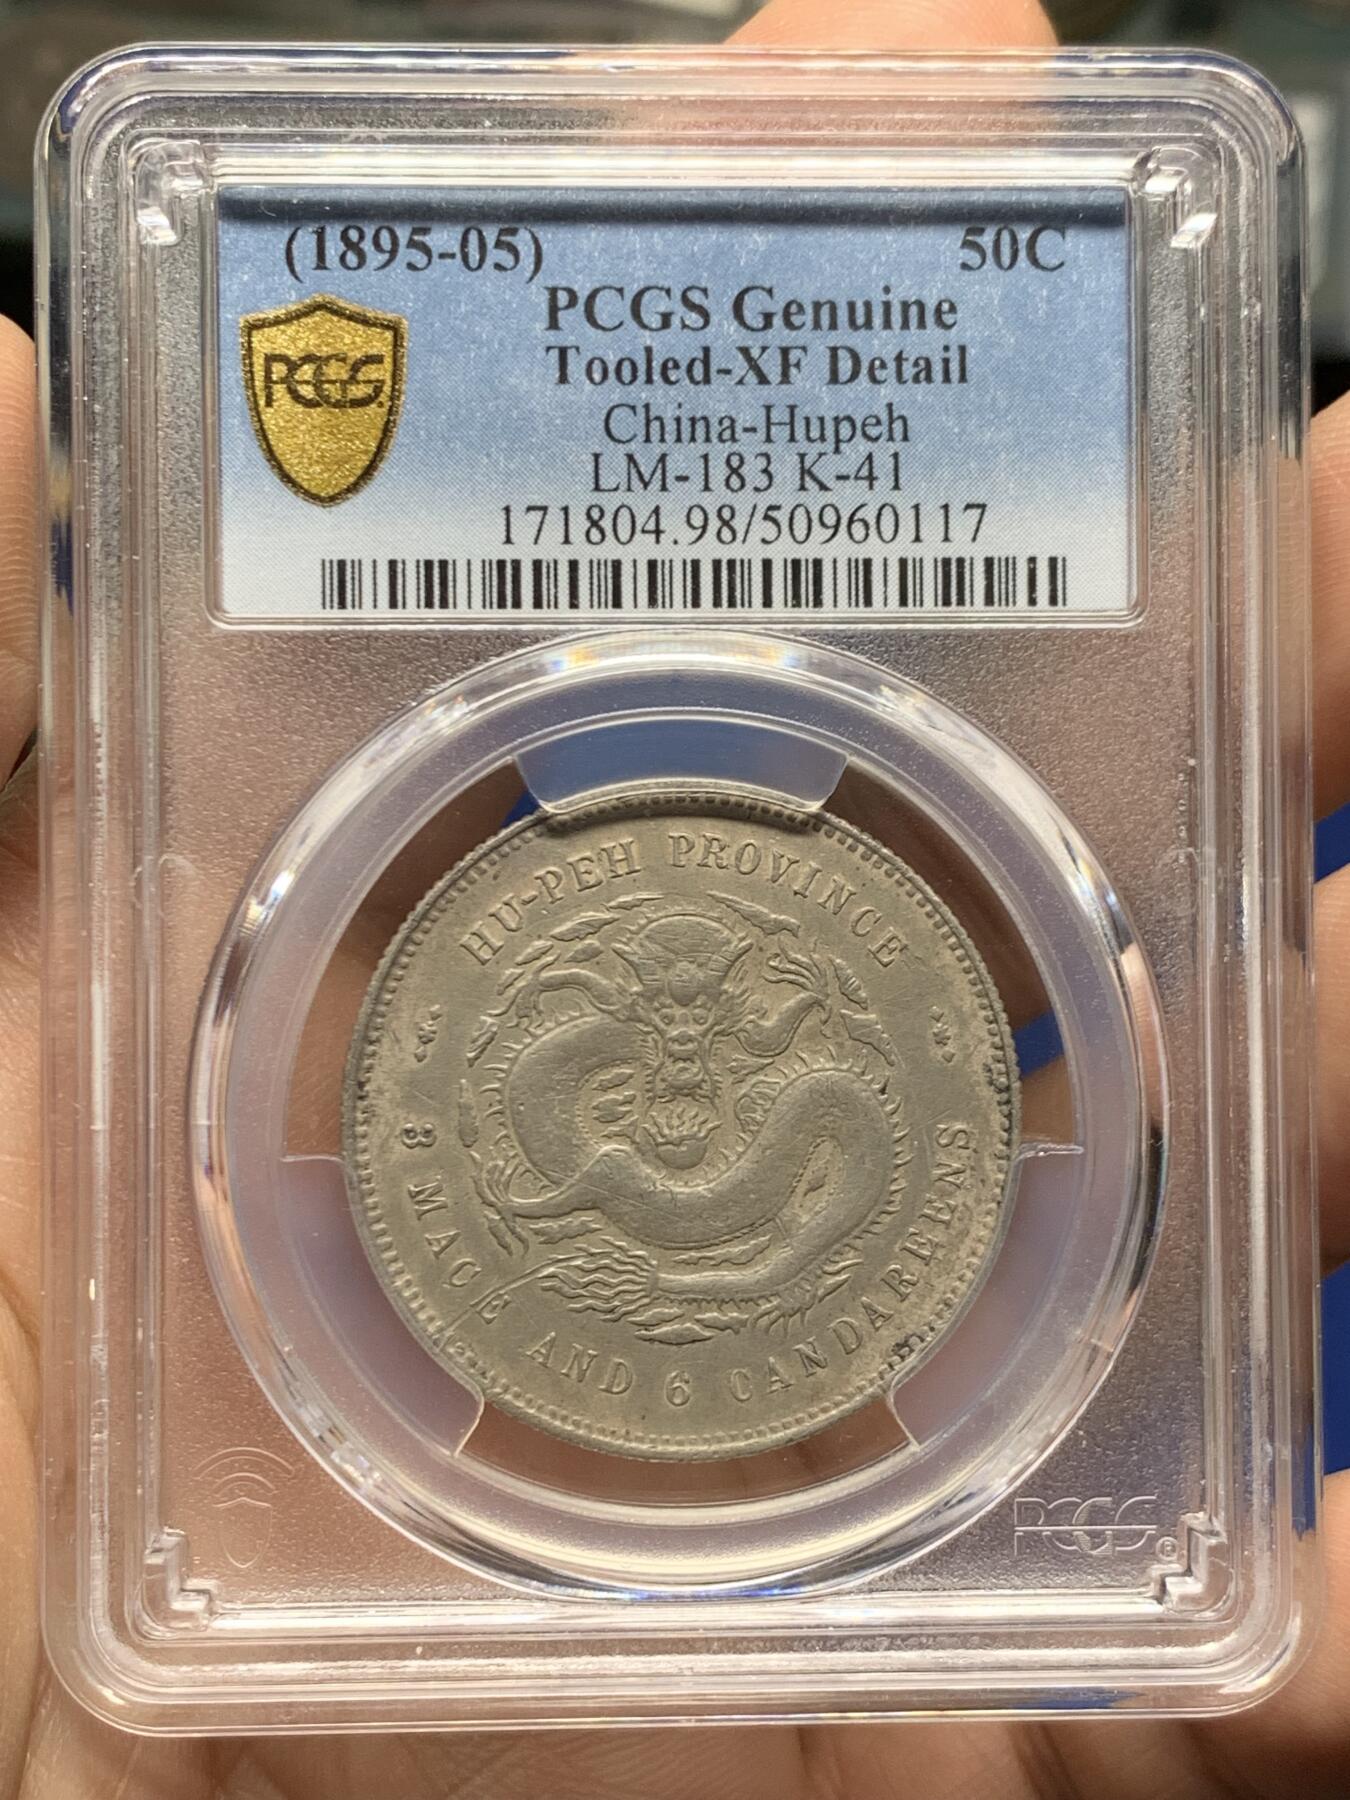 (1895-05) 50C
PCGS Genuine
PCGS
Tooled-XF Detail
China-Hupeh
LM-183 K-41
171804.98/50960117
HU-PEH PROVINCE
3 MACE AND 6 CANDAREENS
PCGS ®